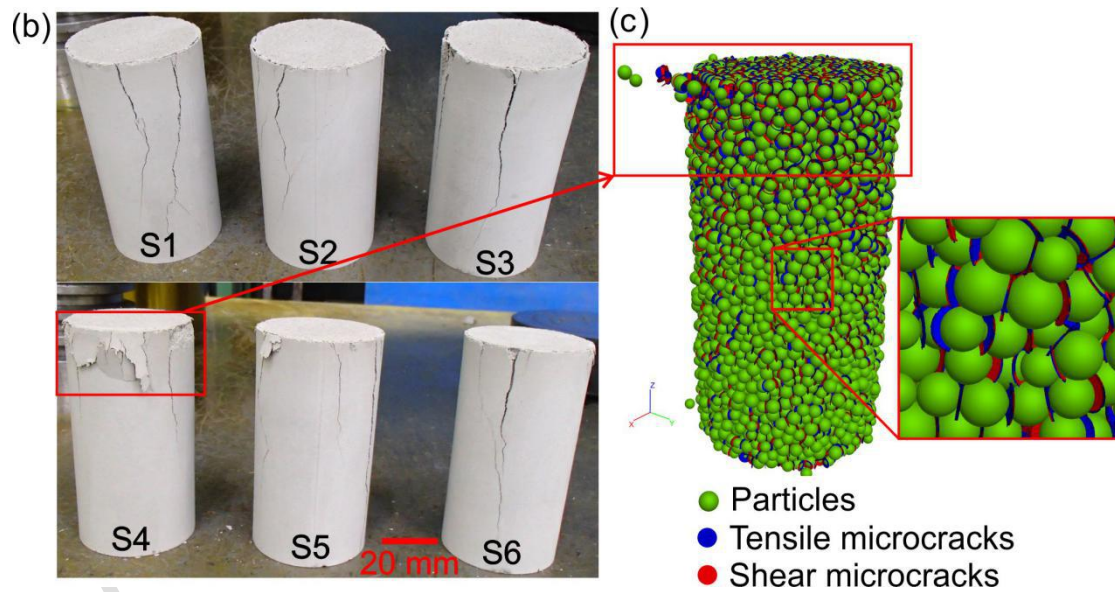 (b)
(c)
S1
S2
S3
S4
S5
S6
20 mm
Z
X
Y
Particles
Tensile microcracks
Shear microcracks